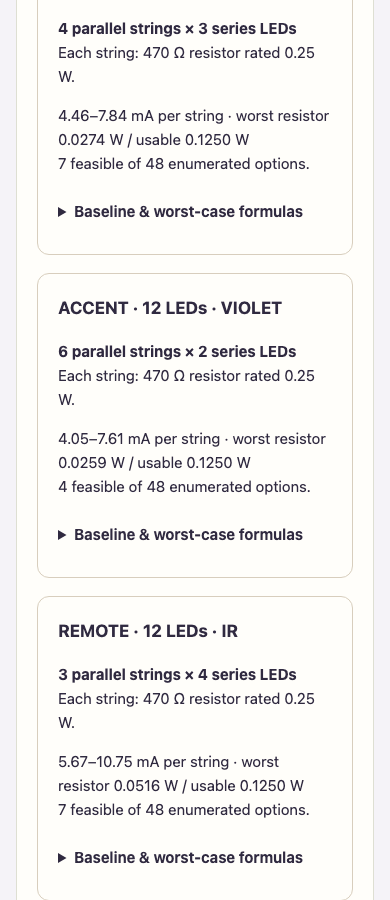 4 parallel strings × 3 series LEDs
Each string: 470 Ω resistor rated 0.25
W.
4.46–7.84 mA per string · worst resistor
0.0274 W / usable 0.1250 W
7 feasible of 48 enumerated options.
▶ Baseline & worst-case formulas
ACCENT · 12 LEDs · VIOLET
6 parallel strings × 2 series LEDs
Each string: 470 Ω resistor rated 0.25
W.
4.05–7.61 mA per string · worst resistor
0.0259 W / usable 0.1250 W
4 feasible of 48 enumerated options.
▶ Baseline & worst-case formulas
REMOTE · 12 LEDs · IR
3 parallel strings × 4 series LEDs
Each string: 470 Ω resistor rated 0.25
W.
5.67–10.75 mA per string · worst
resistor 0.0516 W / usable 0.1250 W
7 feasible of 48 enumerated options.
▶ Baseline & worst-case formulas